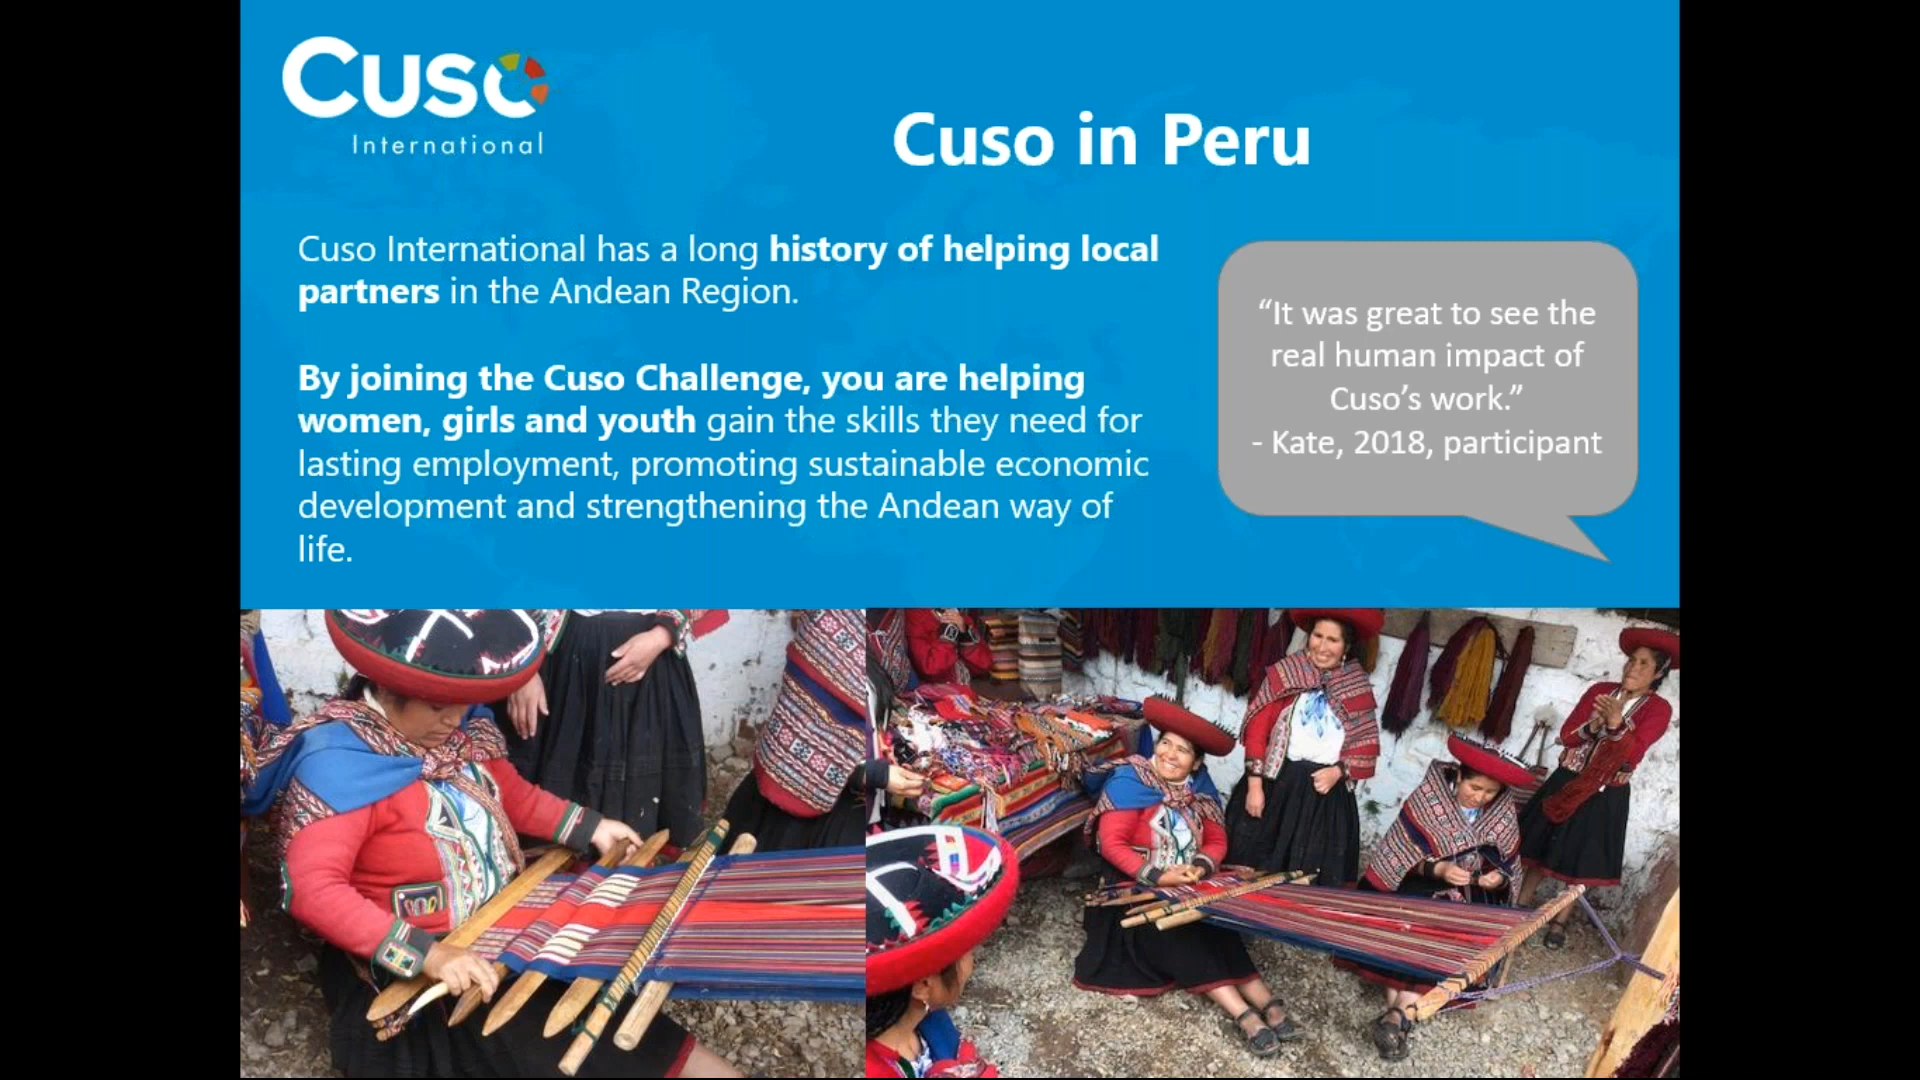 Cuso
International
Cuso in Peru
Cuso International has a long history of helping local
partners in the Andean Region.
By joining the Cuso Challenge, you are helping
women, girls and youth gain the skills they need for
lasting employment, promoting sustainable economic
development and strengthening the Andean way of
life.
“It was great to see the
real human impact of
Cuso’s work.”
- Kate, 2018, participant